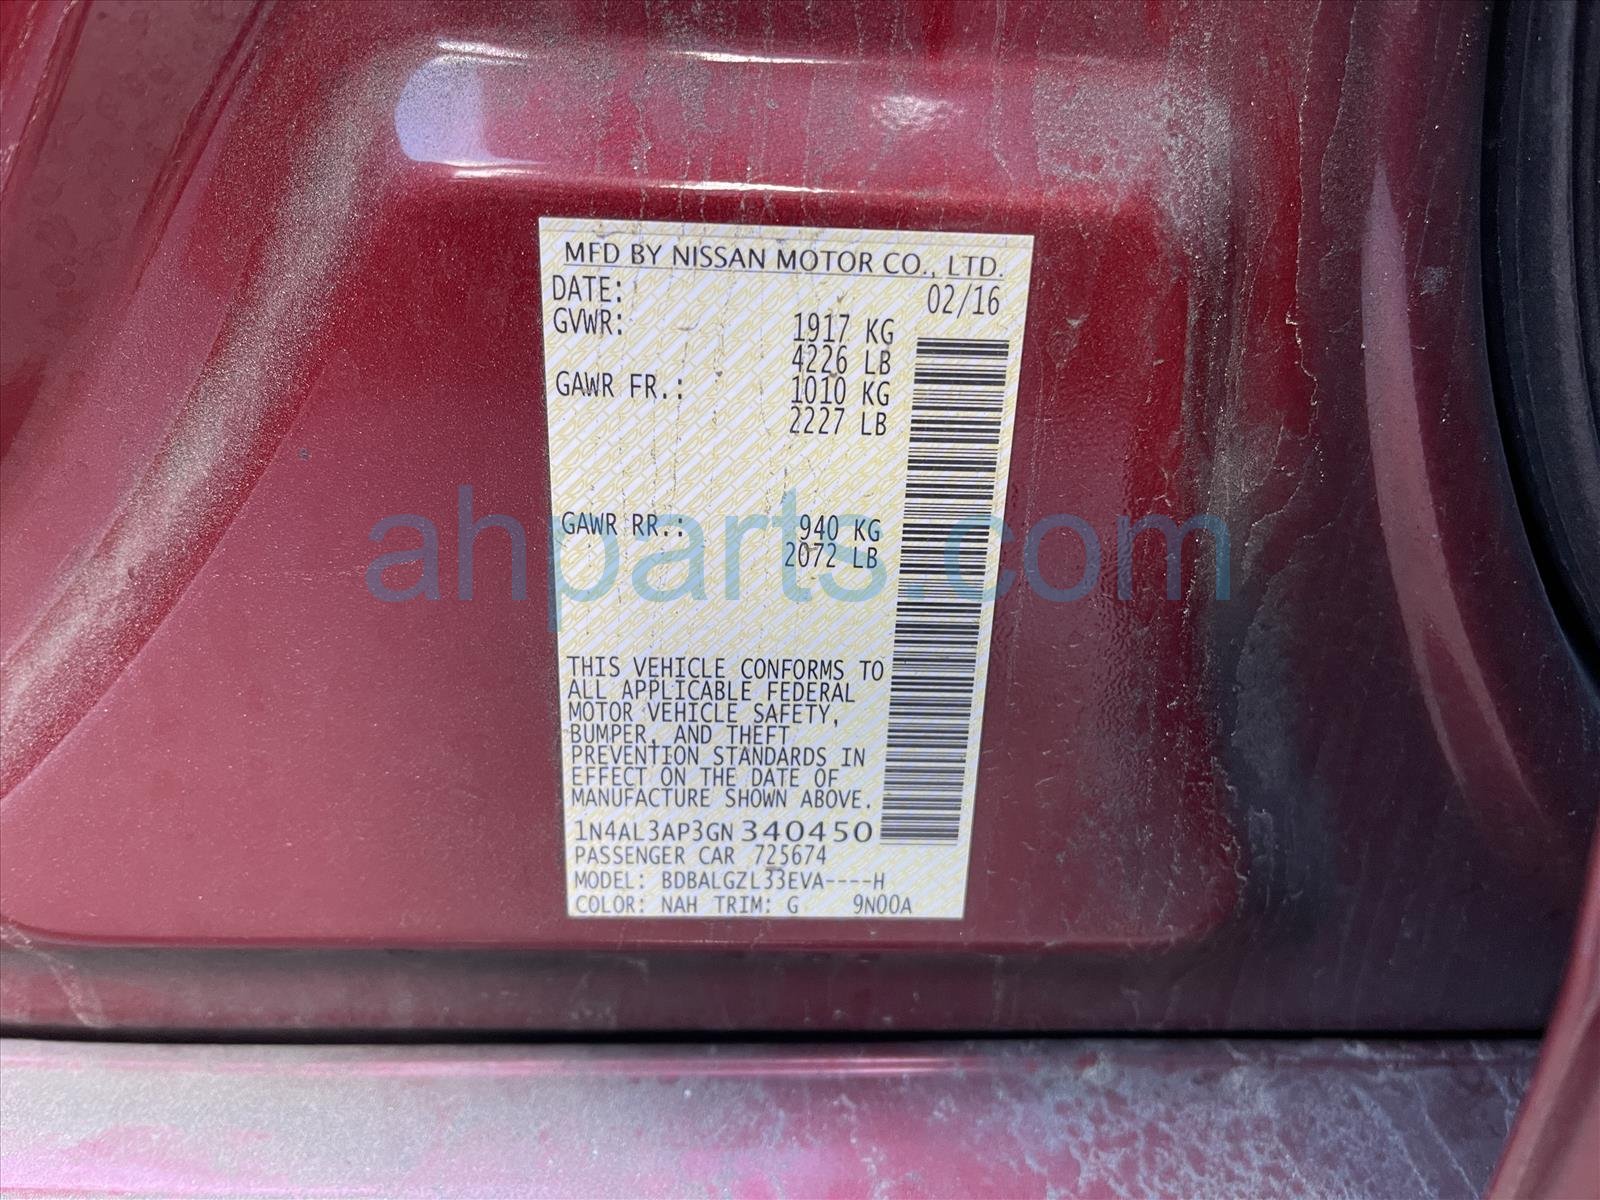 MFD BY NISSAN MOTOR CO., LTD.
DATE: 02/16
GVWR: 1917 KG
4226 LB
GAWR FR.: 1010 KG
2227 LB
GAWR RR.: 940 KG
2072 LB
THIS VEHICLE CONFORMS TO
ALL APPLICABLE FEDERAL
MOTOR VEHICLE SAFETY,
BUMPER, AND THEFT
PREVENTION STANDARDS IN
EFFECT ON THE DATE OF
MANUFACTURE SHOWN ABOVE.
1N4AL3AP3GN340450
PASSENGER CAR 725674
MODEL: BDBALGZL33EVA----H
COLOR: NAH TRIM: G 9N00A
ahparts.com